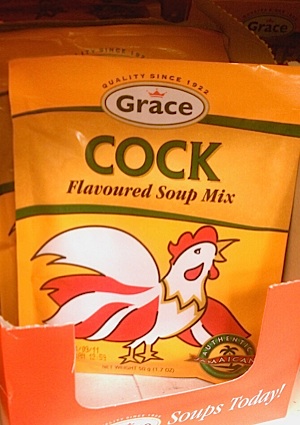 QUALITY SINCE 1922
Grace
COCK
Flavoured Soup Mix
AUTHENTIC
JAMAICAN
NET WEIGHT 50 g (1.7 OZ)
Soups Today!